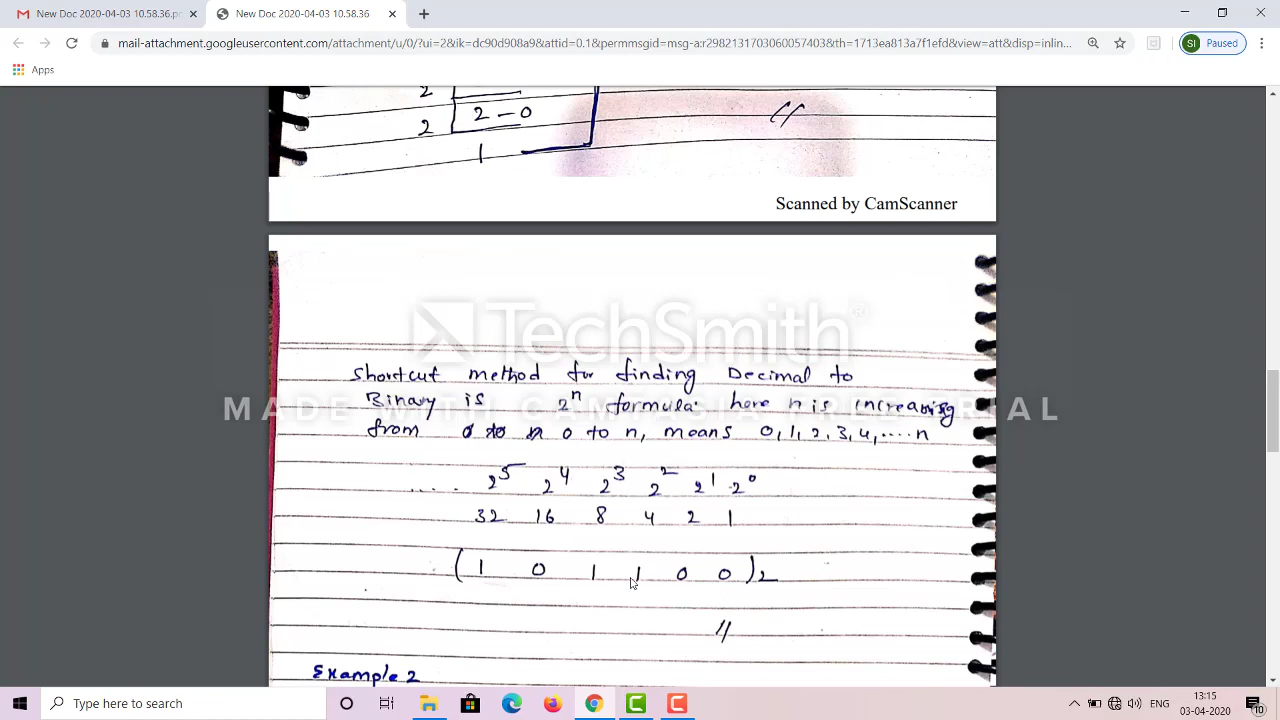 New Doc 2020-04-03 10.58.36.pc
New Doc 2020-04-03 10.58.36
mail-attachment.googleusercontent.com/attachment/u/0/?ui=2&ik=dc90d908a9&attid=0.1&permmsgid=msg-ar2982131703060057403&th=1713ea813a7f1efd&view=att&disp=inlin...
SI Paused
Apps
2
2 2 - 0
1
//
Scanned by CamScanner
TechSmith
MADE WITH CAMTASIA FREE TRIAL
Shortcut method for finding Decimal to
Binary is 2ⁿ formula. here n is increasing
from 0 to n, means 0, 1, 2, 3, 4, ..... n
.... 2⁵ 2⁴ 2³ 2² 2¹ 2⁰
32 16 8 4 2 1
( 1 0 1 1 0 0 )₂
//
Example 2
Type here to search
ENG
IN
13:15
03-05-2020